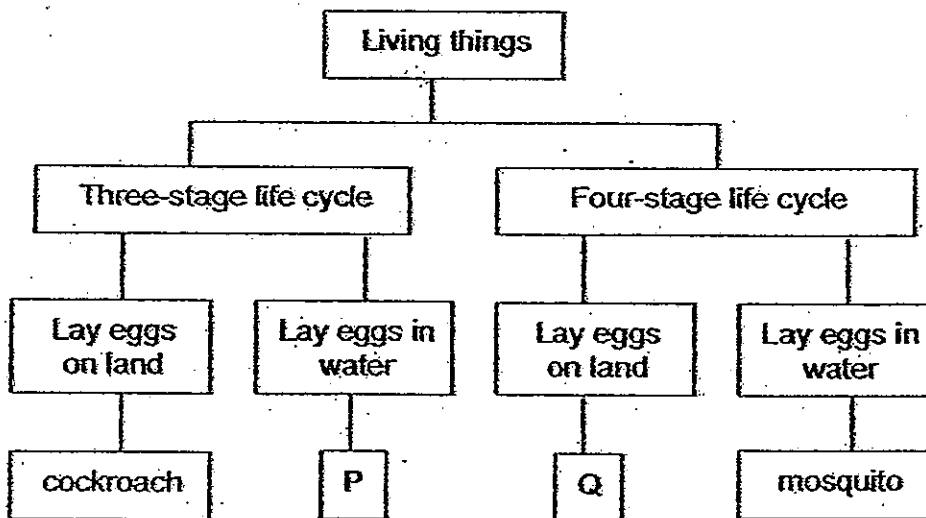 Living things
Three-stage life cycle
Four-stage life cycle
Lay eggs
on land
Lay eggs in
water
Lay eggs
on land
Lay eggs in
water
cockroach
P
Q
mosquito